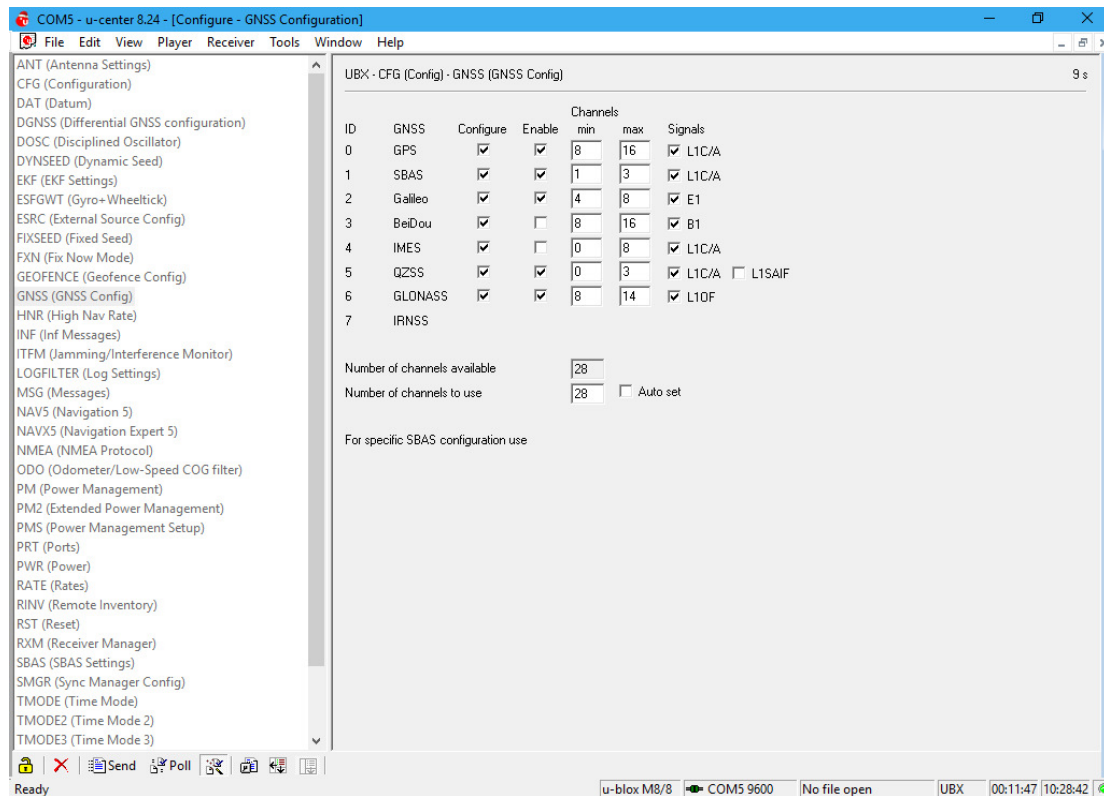 COM5 - u-center 8.24 - [Configure - GNSS Configuration]
File Edit View Player Receiver Tools Window Help
ANT (Antenna Settings)
CFG (Configuration)
DAT (Datum)
DGNSS (Differential GNSS configuration)
DOSC (Disciplined Oscillator)
DYNSEED (Dynamic Seed)
EKF (EKF Settings)
ESFGWT (Gyro+Wheeltick)
ESRC (External Source Config)
FIXSEED (Fixed Seed)
FXN (Fix Now Mode)
GEOFENCE (Geofence Config)
GNSS (GNSS Config)
HNR (High Nav Rate)
INF (Inf Messages)
ITFM (Jamming/Interference Monitor)
LOGFILTER (Log Settings)
MSG (Messages)
NAV5 (Navigation 5)
NAVX5 (Navigation Expert 5)
NMEA (NMEA Protocol)
ODO (Odometer/Low-Speed COG filter)
PM (Power Management)
PM2 (Extended Power Management)
PMS (Power Management Setup)
PRT (Ports)
PWR (Power)
RATE (Rates)
RINV (Remote Inventory)
RST (Reset)
RXM (Receiver Manager)
SBAS (SBAS Settings)
SMGR (Sync Manager Config)
TMODE (Time Mode)
TMODE2 (Time Mode 2)
TMODE3 (Time Mode 3)
UBX - CFG (Config) - GNSS (GNSS Config) 9 s
Channels
ID GNSS Configure Enable min max Signals
0 GPS 8 16 L1C/A
1 SBAS 1 3 L1C/A
2 Galileo 4 8 E1
3 BeiDou 8 16 B1
4 IMES 0 8 L1C/A
5 QZSS 0 3 L1C/A L1SAIF
6 GLONASS 8 14 L1OF
7 IRNSS
Number of channels available 28
Number of channels to use 28 Auto set
For specific SBAS configuration use
Send Poll
Ready u-blox M8/8 COM5 9600 No file open UBX 00:11:47 10:28:42